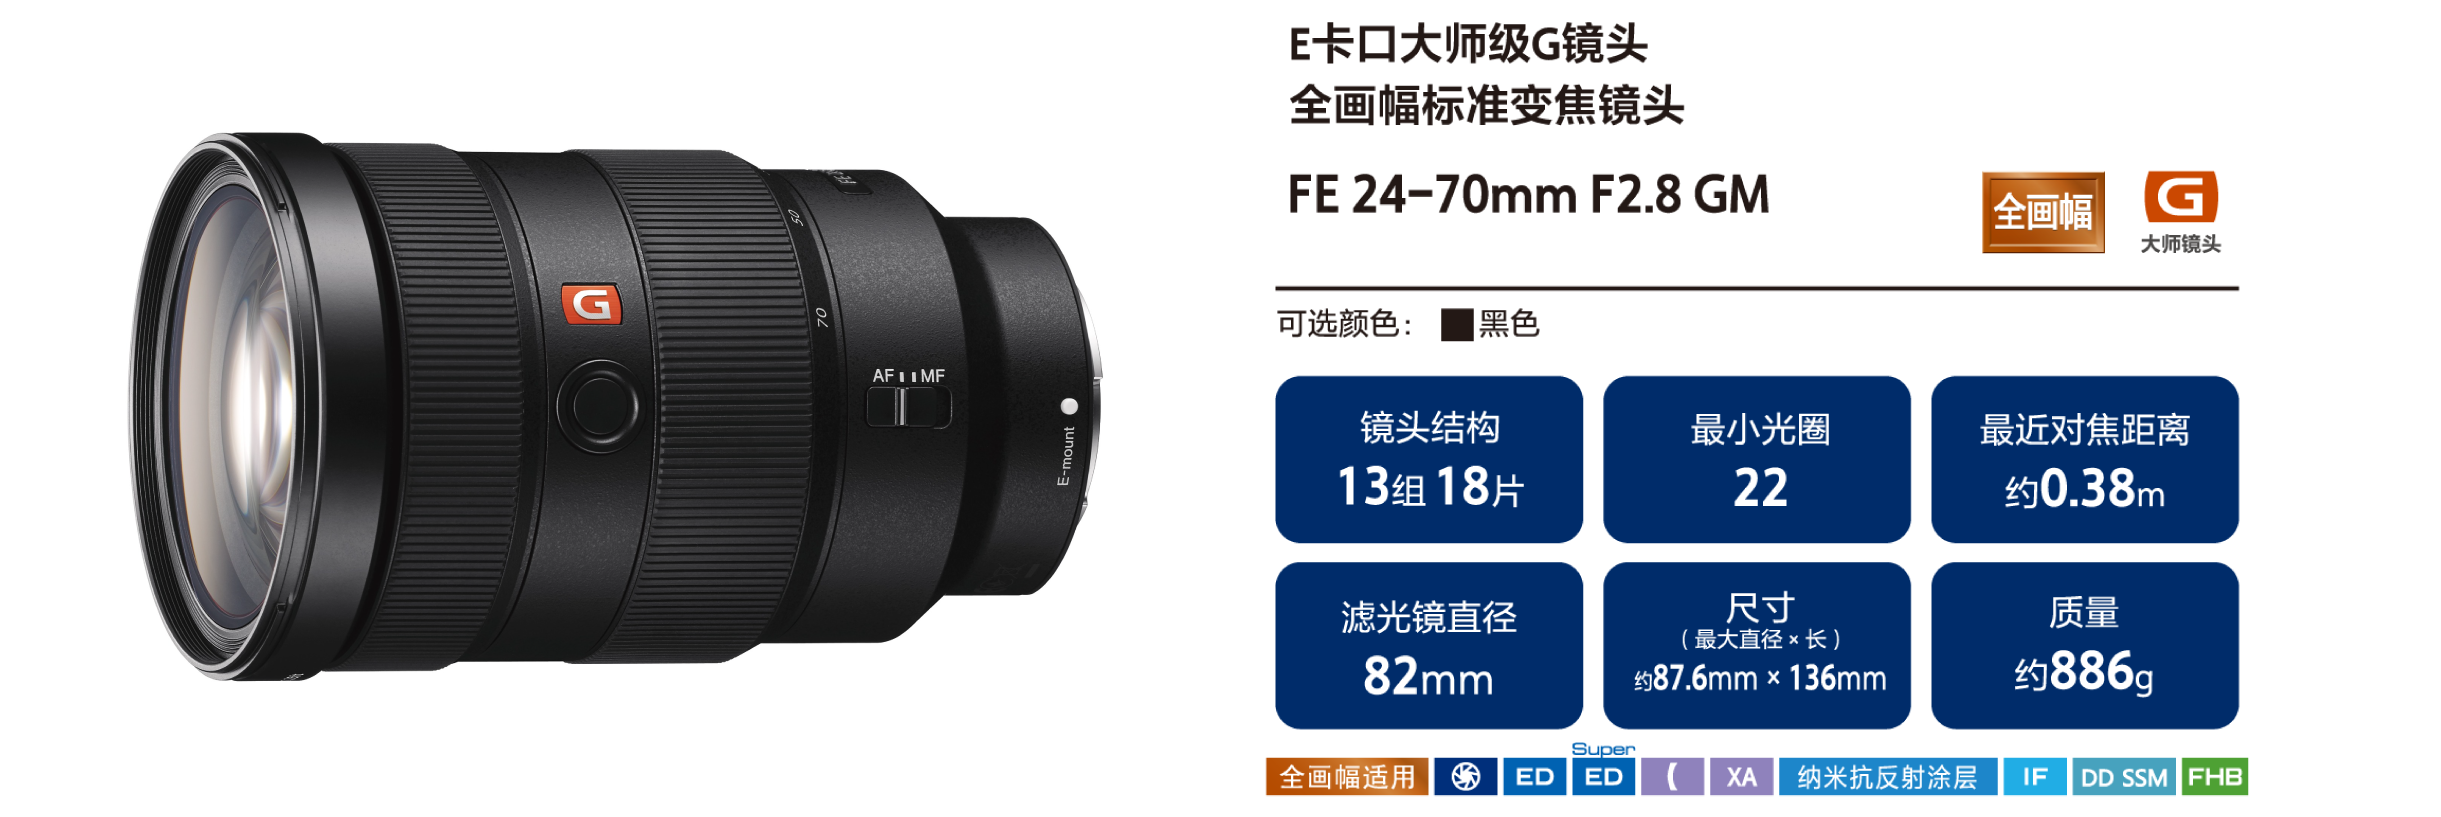 E卡口大师级G镜头
全画幅标准变焦镜头
FE 24-70mm F2.8 GM
全画幅
G
大师镜头
可选颜色： 黑色
镜头结构
13组 18片
最小光圈
22
最近对焦距离
约0.38m
滤光镜直径
82mm
尺寸
（最大直径×长）
约87.6mm × 136mm
质量
约886g
全画幅适用
ED
Super
ED
XA
纳米抗反射涂层
IF
DD SSM
FHB
G
50
70
AF MF
E-mount